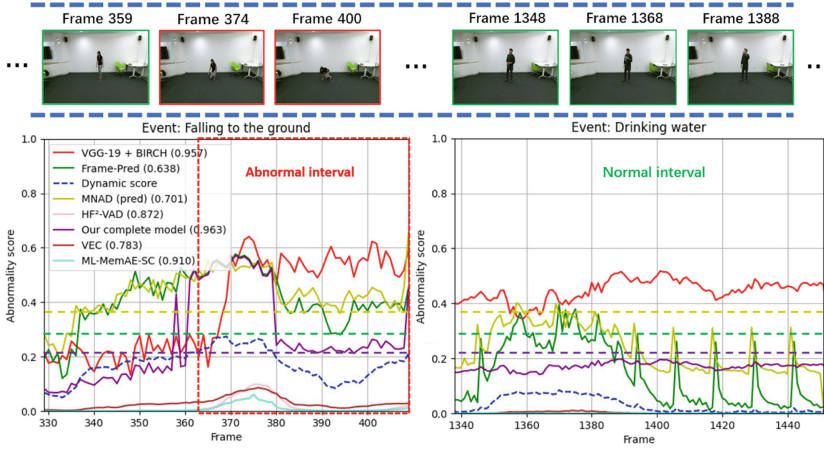 Frame 359
Frame 374
Frame 400
Frame 1348
Frame 1368
Frame 1388
...
...
..
Event: Falling to the ground
Abnormality score
1.0
0.8
0.6
0.4
0.2
0.0
VGG-19 + BIRCH (0.957)
Frame-Pred (0.638)
Dynamic score
MNAD (pred) (0.701)
HF²-VAD (0.872)
Our complete model (0.963)
VEC (0.783)
ML-MemAE-SC (0.910)
Abnormal interval
330 340 350 360 370 380 390 400
Frame
Event: Drinking water
Abnormality score
1.0
0.8
0.6
0.4
0.2
0.0
Normal interval
1340 1360 1380 1400 1420 1440
Frame